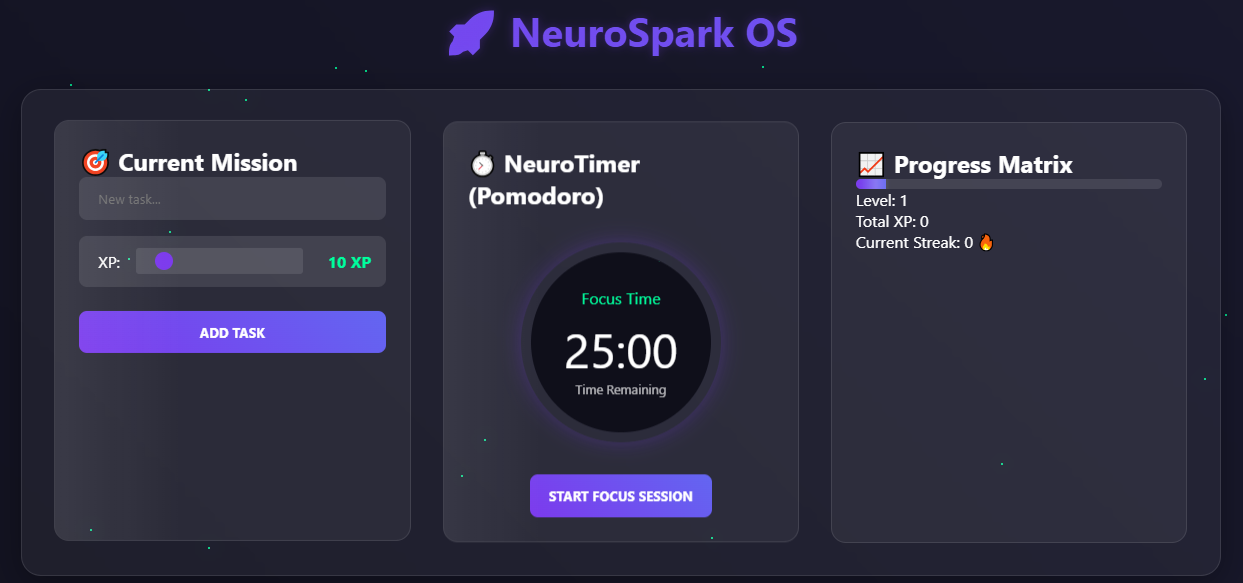 NeuroSpark OS
Current Mission
New task...
XP:
10 XP
ADD TASK
NeuroTimer
(Pomodoro)
Focus Time
25:00
Time Remaining
START FOCUS SESSION
Progress Matrix
Level: 1
Total XP: 0
Current Streak: 0 🔥